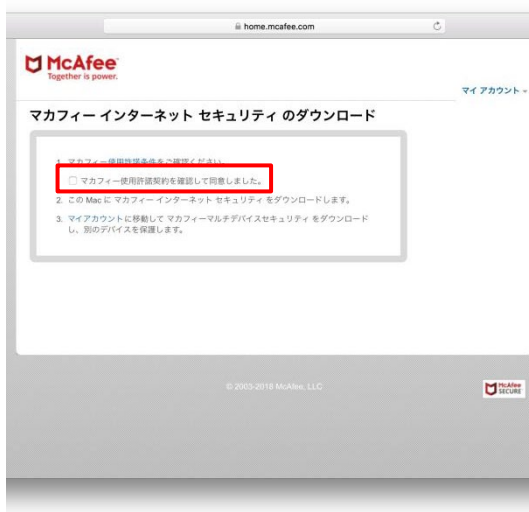 home.mcafee.com
McAfee
Together is power.
マイ アカウント
マカフィー インターネット セキュリティ のダウンロード
1. マカフィー使用許諾条件をご確認ください。
マカフィー使用許諾契約を確認して同意しました。
2. この Mac に マカフィー インターネット セキュリティ をダウンロードします。
3. マイアカウントに移動して マカフィーマルチデバイスセキュリティ をダウンロード
し、別のデバイスを保護します。
© 2003-2018 McAfee, LLC
McAfee
SECURE